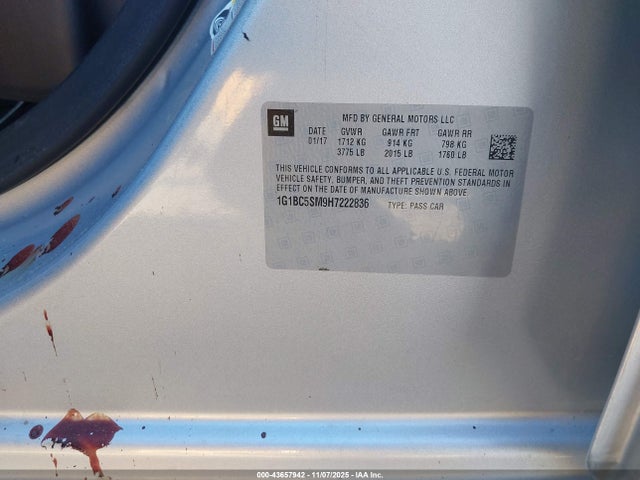 GM
MFD BY GENERAL MOTORS LLC
DATE GVWR GAWR FRT GAWR RR
01/17 1712 KG 914 KG 798 KG
3775 LB 2015 LB 1760 LB
THIS VEHICLE CONFORMS TO ALL APPLICABLE U.S. FEDERAL MOTOR
VEHICLE SAFETY, BUMPER, AND THEFT PREVENTION STANDARDS IN
EFFECT ON THE DATE OF MANUFACTURE SHOWN ABOVE.
1G1BC5SM9H7222836 TYPE: PASS CAR
000-43657942 - 11/07/2025 - IAA Inc.